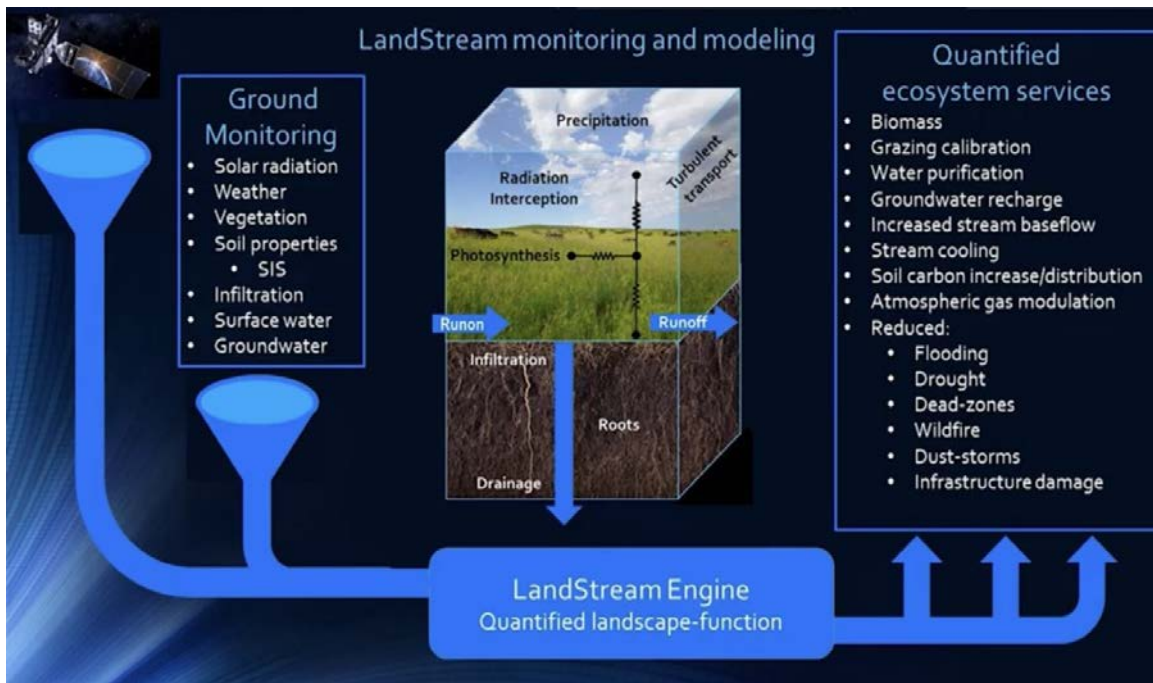 LandStream monitoring and modeling
Ground
Monitoring
• Solar radiation
• Weather
• Vegetation
• Soil properties
• SIS
• Infiltration
• Surface water
• Groundwater
Precipitation
Radiation
Interception
Turbulent
transport
Photosynthesis
Runon
Runoff
Infiltration
Roots
Drainage
LandStream Engine
Quantified landscape-function
Quantified
ecosystem services
• Biomass
• Grazing calibration
• Water purification
• Groundwater recharge
• Increased stream baseflow
• Stream cooling
• Soil carbon increase/distribution
• Atmospheric gas modulation
• Reduced:
• Flooding
• Drought
• Dead-zones
• Wildfire
• Dust-storms
• Infrastructure damage